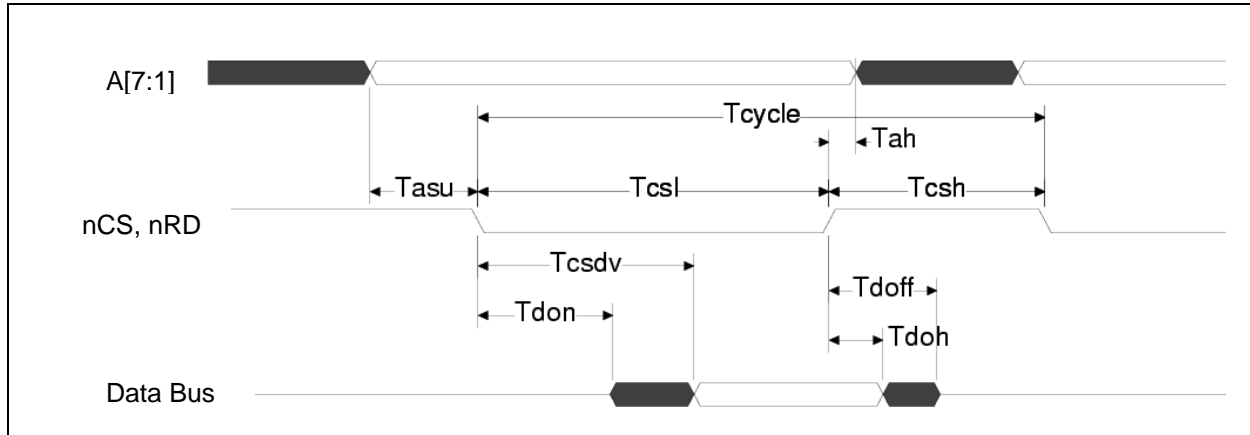 A[7:1]
Tcycle
Tah
Tasu
Tcsl
Tcsh
nCS, nRD
Tcsdv
Tdoff
Tdon
Tdoh
Data Bus